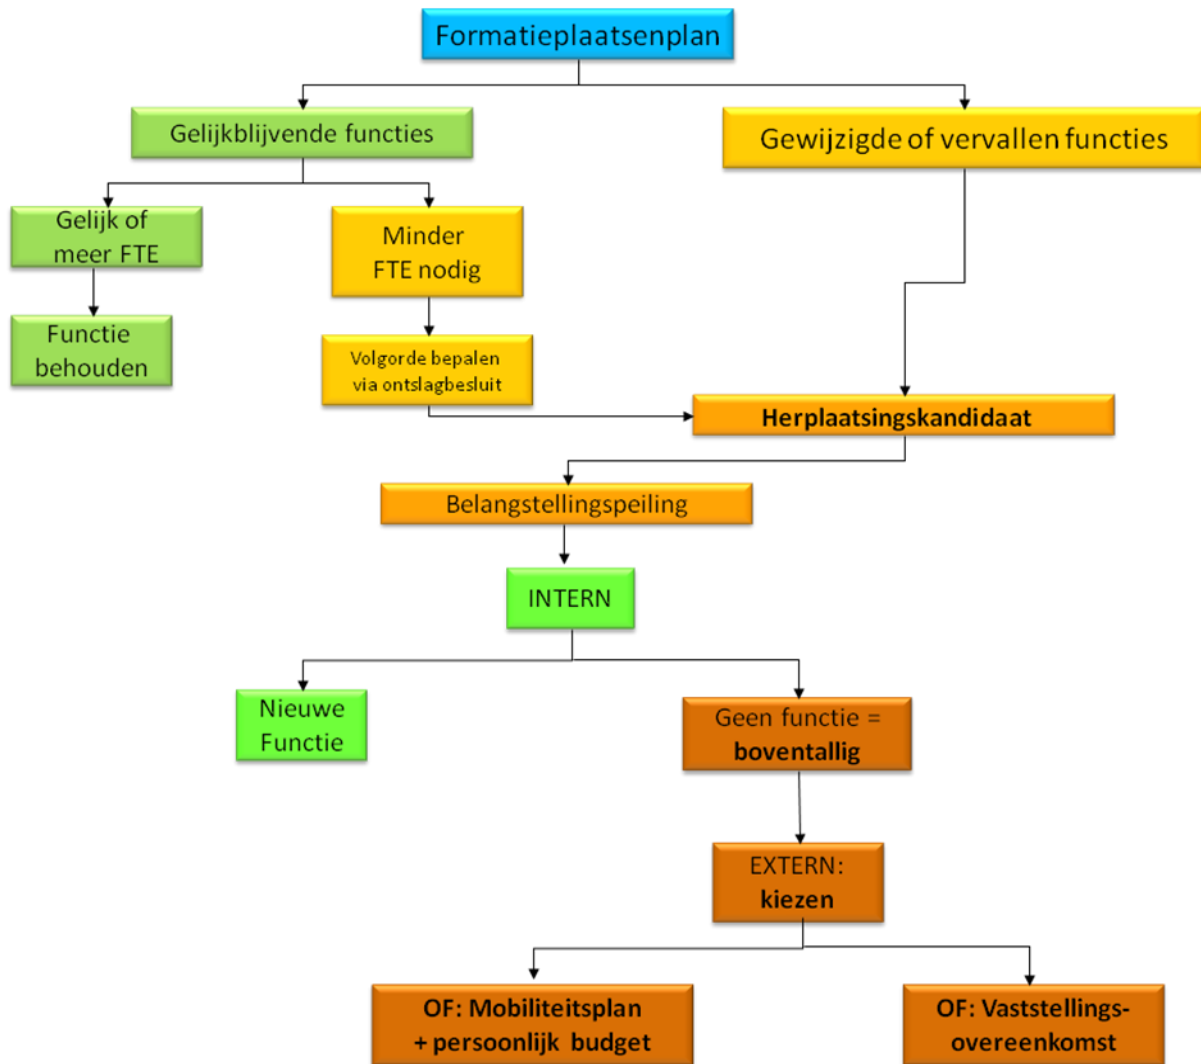 Formatieplaatsenplan
Gelijkblijvende functies
Gewijzigde of vervallen functies
Gelijk of
meer FTE
Minder
FTE nodig
Functie
behouden
Volgorde bepalen
via ontslagbesluit
Herplaatsingskandidaat
Belangstellingspeiling
INTERN
Nieuwe
Functie
Geen functie =
boventallig
EXTERN:
kiezen
OF: Mobiliteitsplan
+ persoonlijk budget
OF: Vaststellings-
overeenkomst